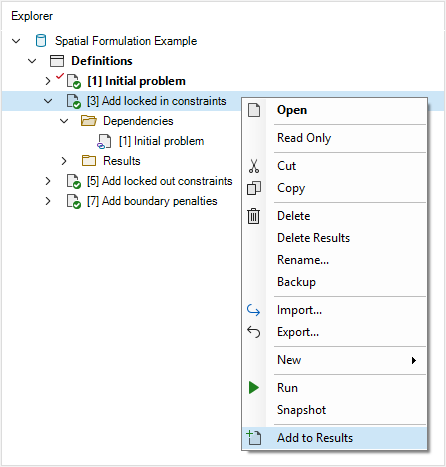 Explorer
Spatial Formulation Example
Definitions
[1] Initial problem
[3] Add locked in constraints
Dependencies
[1] Initial problem
Results
[5] Add locked out constraints
[7] Add boundary penalties
Open
Read Only
Cut
Copy
Delete
Delete Results
Rename...
Backup
Import...
Export...
New
Run
Snapshot
Add to Results